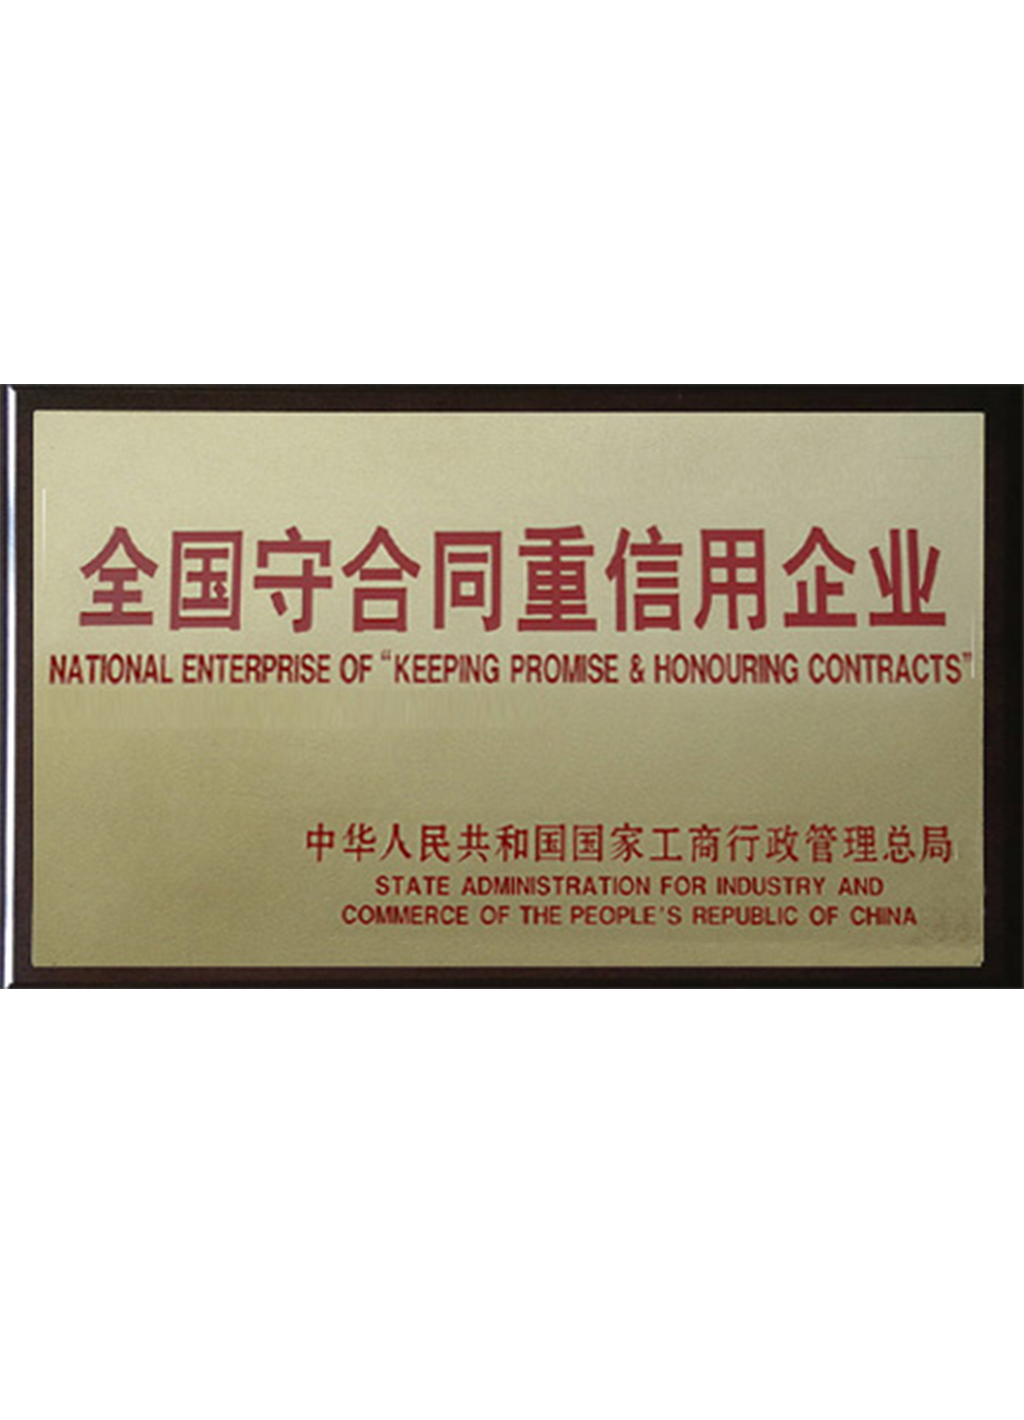 全国守合同重信用企业
NATIONAL ENTERPRISE OF “KEEPING PROMISE & HONOURING CONTRACTS”
中华人民共和国国家工商行政管理总局
STATE ADMINISTRATION FOR INDUSTRY AND
COMMERCE OF THE PEOPLE'S REPUBLIC OF CHINA